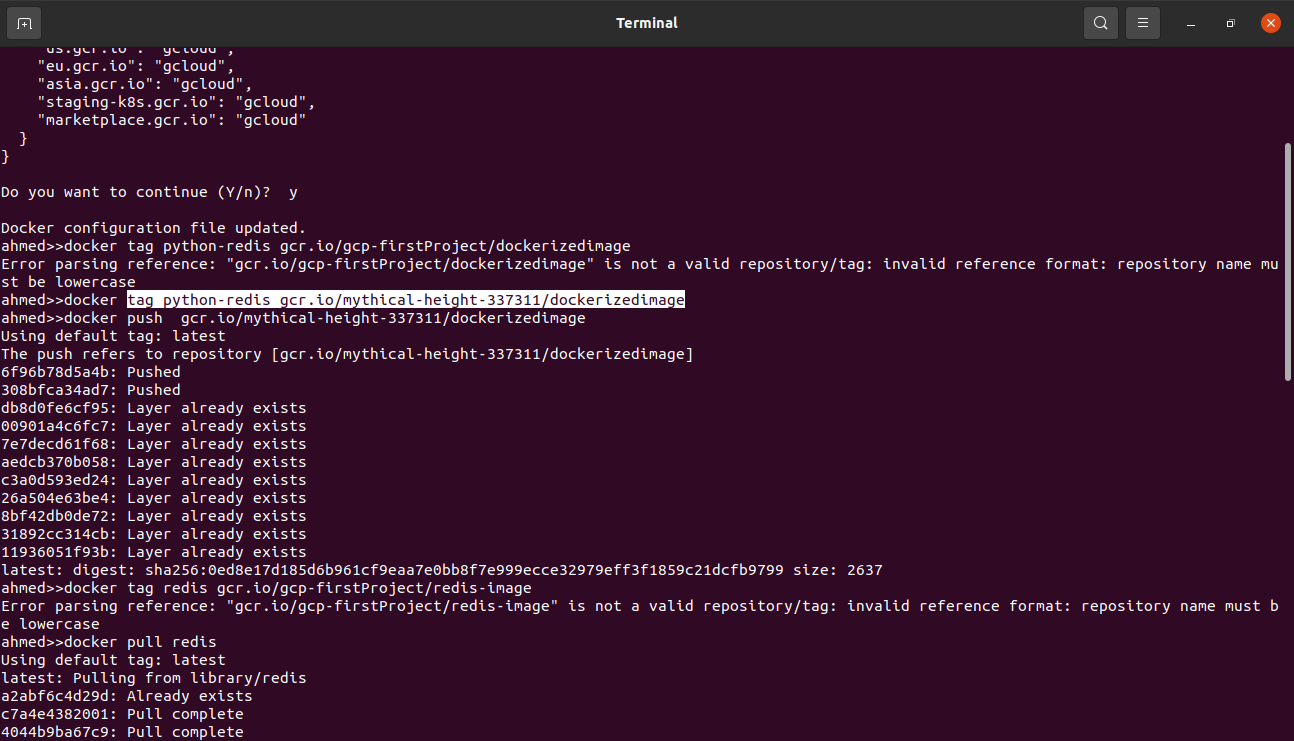 Terminal
"us.gcr.io": "gcloud",
"eu.gcr.io": "gcloud",
"asia.gcr.io": "gcloud",
"staging-k8s.gcr.io": "gcloud",
"marketplace.gcr.io": "gcloud"
}
}
Do you want to continue (Y/n)?  y
Docker configuration file updated.
ahmed>>docker tag python-redis gcr.io/gcp-firstProject/dockerizedimage
Error parsing reference: "gcr.io/gcp-firstProject/dockerizedimage" is not a valid repository/tag: invalid reference format: repository name mu
st be lowercase
ahmed>>docker tag python-redis gcr.io/mythical-height-337311/dockerizedimage
ahmed>>docker push  gcr.io/mythical-height-337311/dockerizedimage
Using default tag: latest
The push refers to repository [gcr.io/mythical-height-337311/dockerizedimage]
6f96b78d5a4b: Pushed
308bfca34ad7: Pushed
db8d0fe6cf95: Layer already exists
00901a4c6fc7: Layer already exists
7e7decd61f68: Layer already exists
aedcb370b058: Layer already exists
c3a0d593ed24: Layer already exists
26a504e63be4: Layer already exists
8bf42db0de72: Layer already exists
31892cc314cb: Layer already exists
11936051f93b: Layer already exists
latest: digest: sha256:0ed8e17d185d6b961cf9eaa7e0bb8f7e999ecce32979eff3f1859c21dcfb9799 size: 2637
ahmed>>docker tag redis gcr.io/gcp-firstProject/redis-image
Error parsing reference: "gcr.io/gcp-firstProject/redis-image" is not a valid repository/tag: invalid reference format: repository name must b
e lowercase
ahmed>>docker pull redis
Using default tag: latest
latest: Pulling from library/redis
a2abf6c4d29d: Already exists
c7a4e4382001: Pull complete
4044b9ba67c9: Pull complete